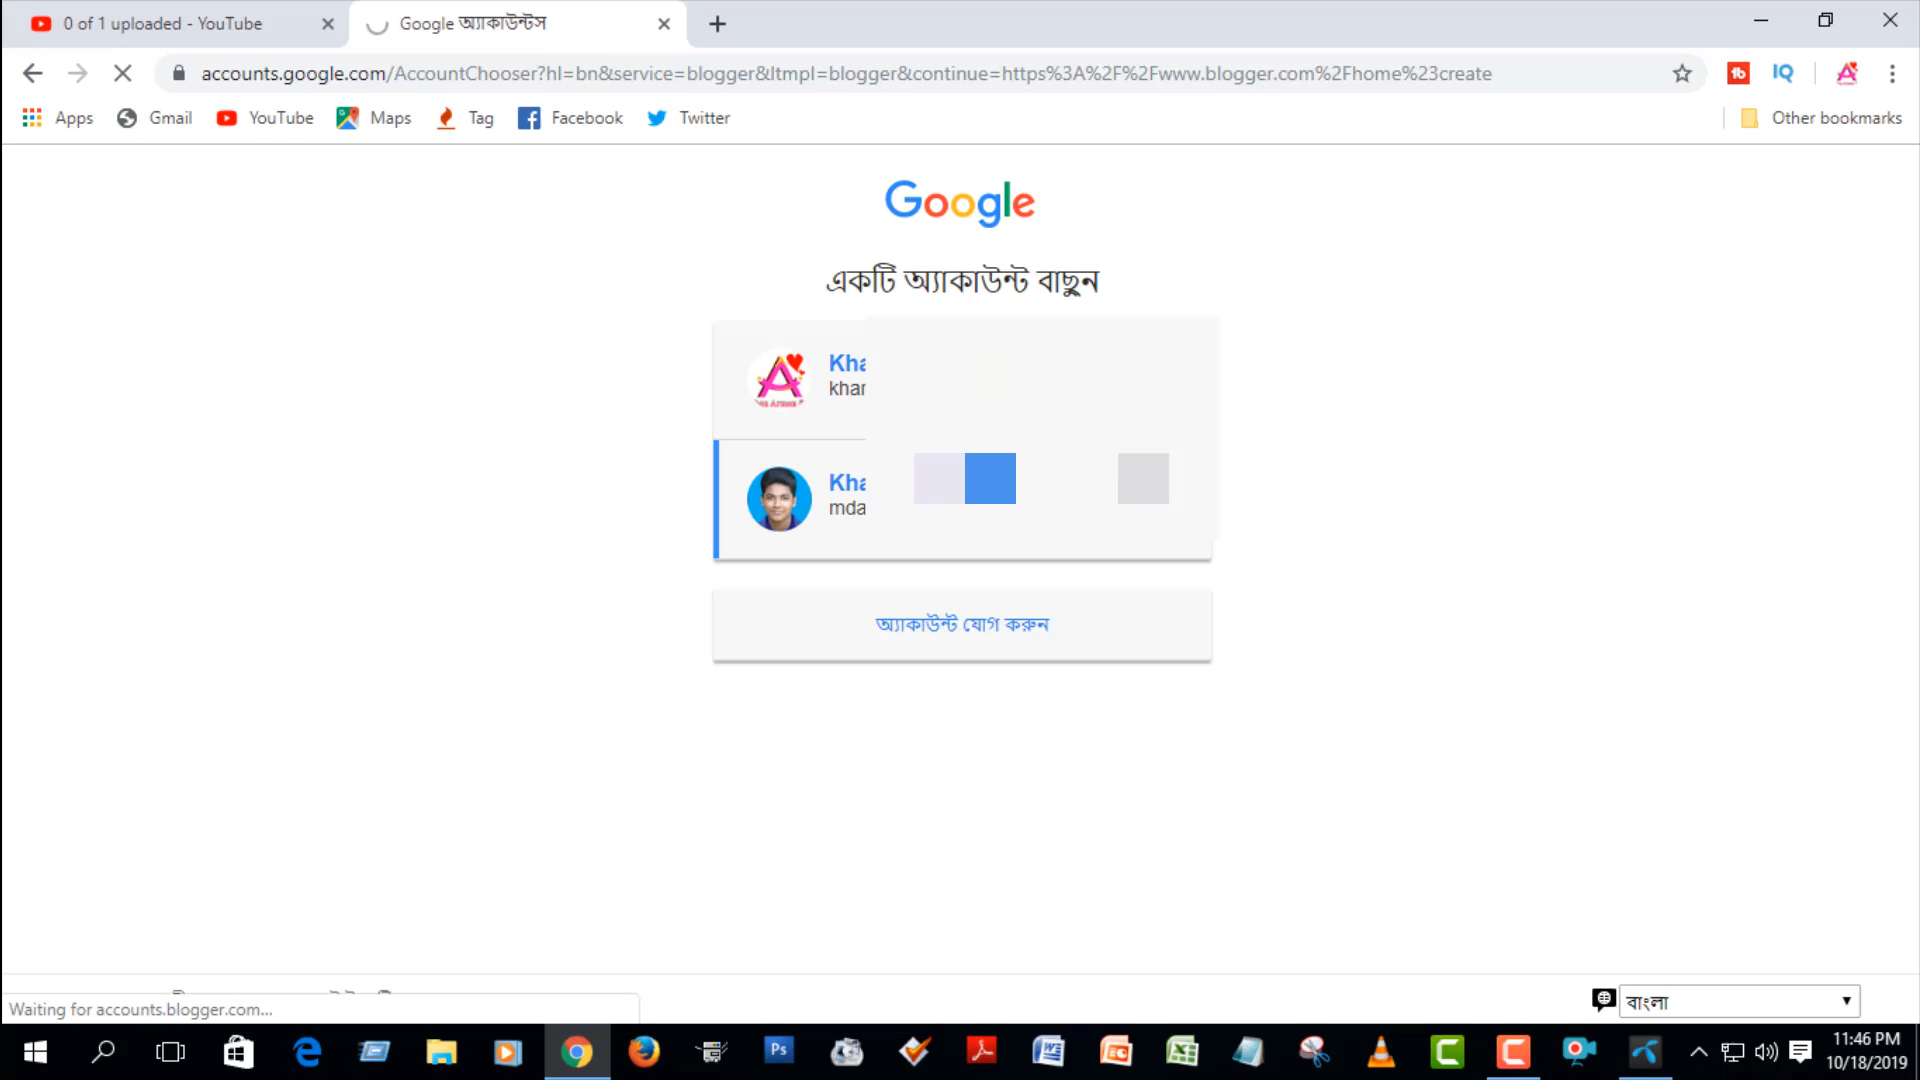 0 of 1 uploaded - YouTube
Google অ্যাকাউন্টস
accounts.google.com/AccountChooser?hl=bn&service=blogger&ltmpl=blogger&continue=https%3A%2F%2Fwww.blogger.com%2Fhome%23create
Apps Gmail YouTube Maps Tag Facebook Twitter Other bookmarks
Google
একটি অ্যাকাউন্ট বাছুন
Kha
khan
Kha
mda
অ্যাকাউন্ট যোগ করুন
Waiting for accounts.blogger.com...
বাংলা
11:46 PM
10/18/2019